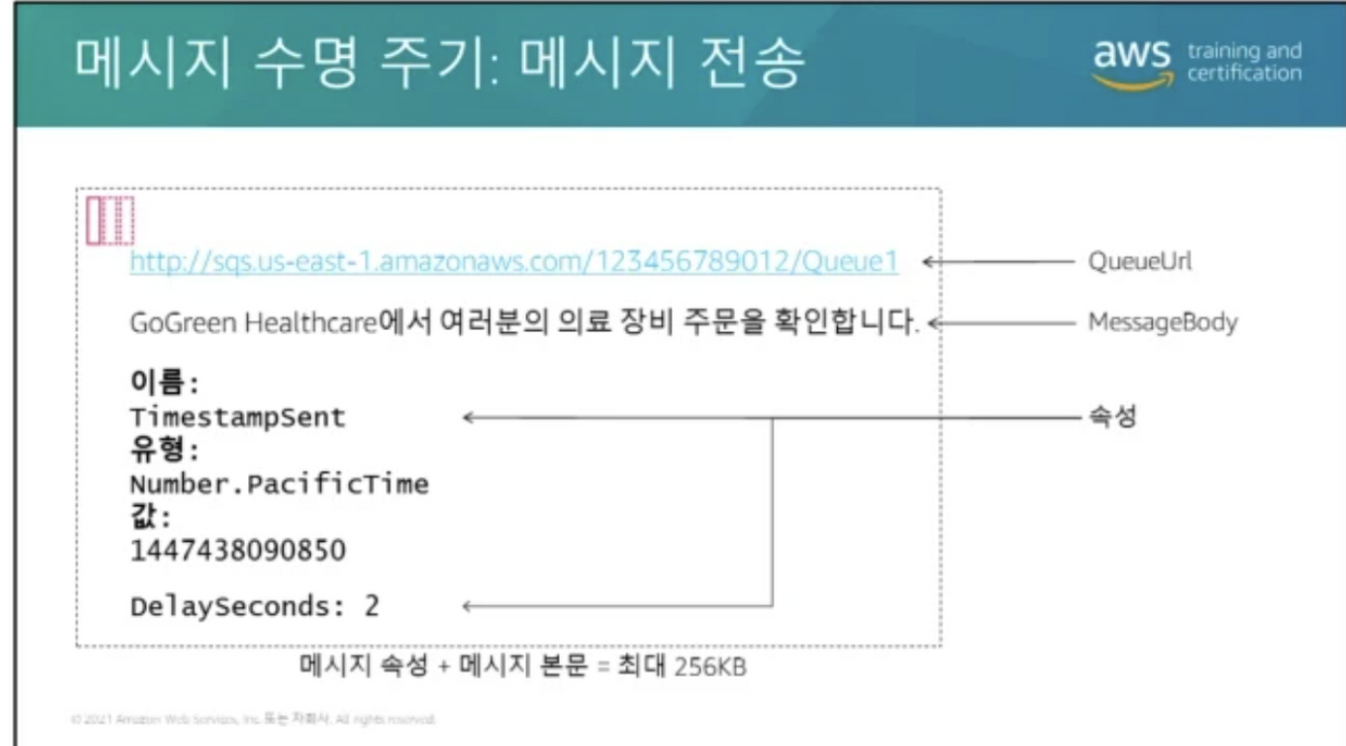 메시지 수명 주기: 메시지 전송
aws training and
certification
http://sqs.us-east-1.amazonaws.com/123456789012/Queue1
QueueUrl
GoGreen Healthcare에서 여러분의 의료 장비 주문을 확인합니다.
MessageBody
이름:
TimestampSent
속성
유형:
Number.PacificTime
값:
1447438090850
DelaySeconds: 2
메시지 속성 + 메시지 본문 = 최대 256KB
© 2021 Amazon Web Services, Inc. 또는 자회사. All rights reserved.